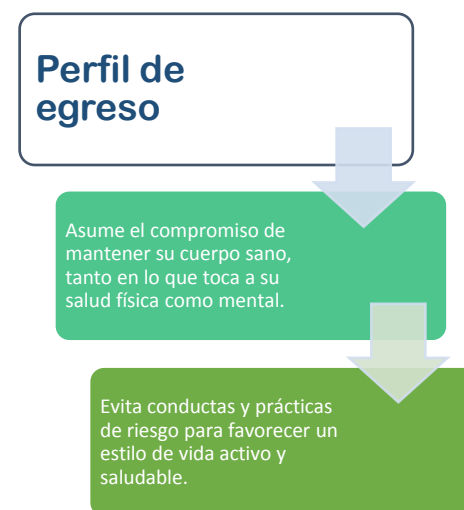 Perfil de
egreso
Asume el compromiso de
mantener su cuerpo sano,
tanto en lo que toca a su
salud física como mental.
Evita conductas y prácticas
de riesgo para favorecer un
estilo de vida activo y
saludable.